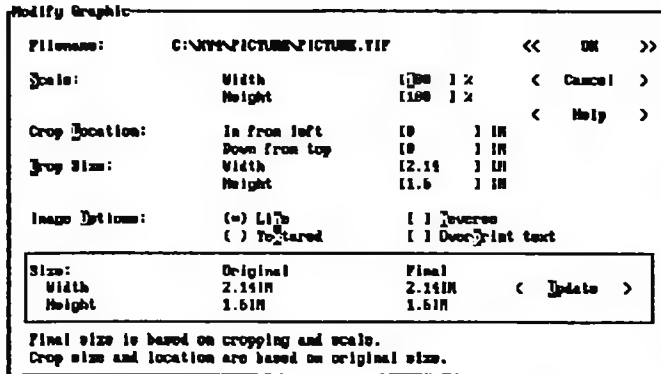 Modify Graphic
Filename: C:\XYW\PICTURE\PICTURE.TIF << OK >>
Scale: Width [100 ] % < Cancel >
Height [100 ] %
< Help >
Crop Location: In from left [0 ] IN
Down from top [0 ] IN
Crop Size: Width [2.14 ] IN
Height [1.6 ] IN
Image Options: (•) Line [ ] Reverse
( ) Textured [ ] OverPrint text
Size: Original Final
Width 2.14IN 2.14IN < Update >
Height 1.6IN 1.6IN
Final size is based on cropping and scale.
Crop size and location are based on original size.